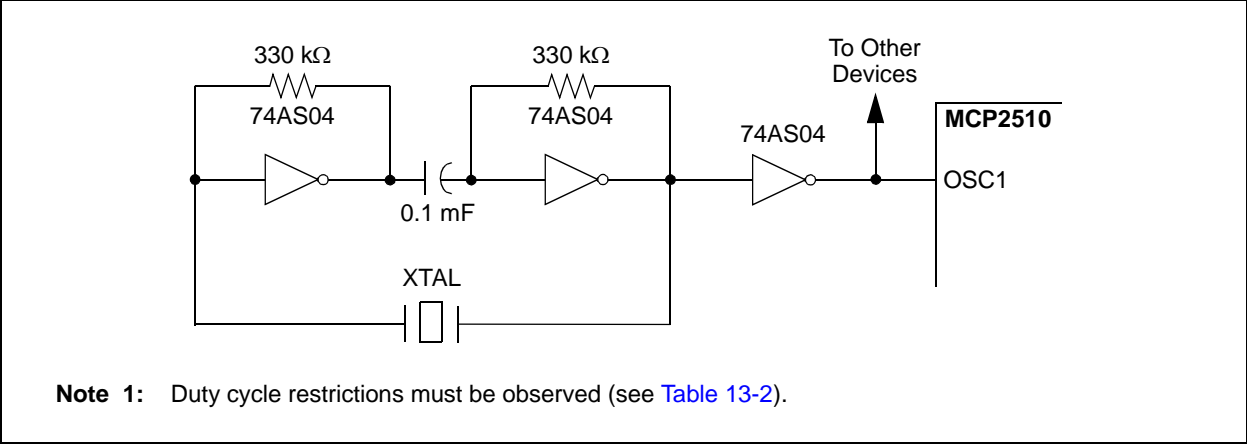 330 kΩ
330 kΩ
To Other
Devices
74AS04
74AS04
74AS04
MCP2510
OSC1
0.1 mF
XTAL
Note 1: Duty cycle restrictions must be observed (see Table 13-2).